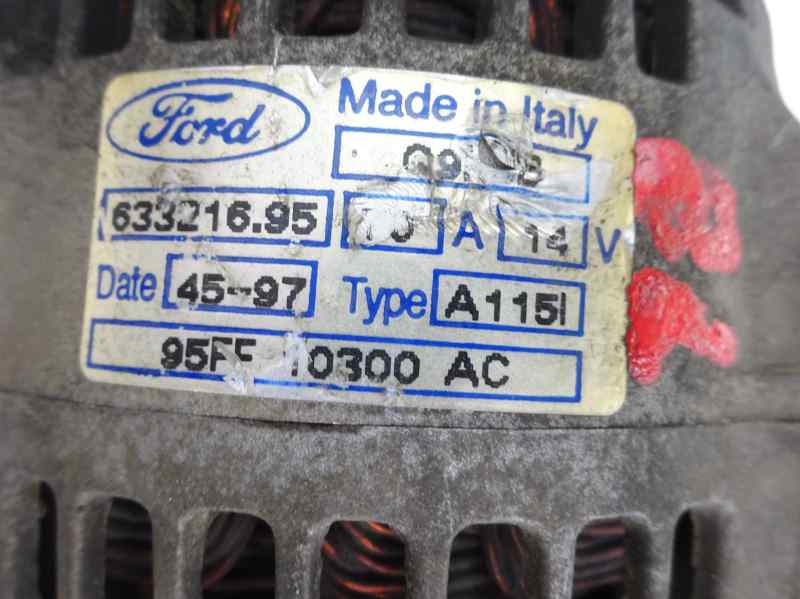 Ford
Made in Italy
633216.95
A 14 V
Date 45-97 Type A115I
10300 AC